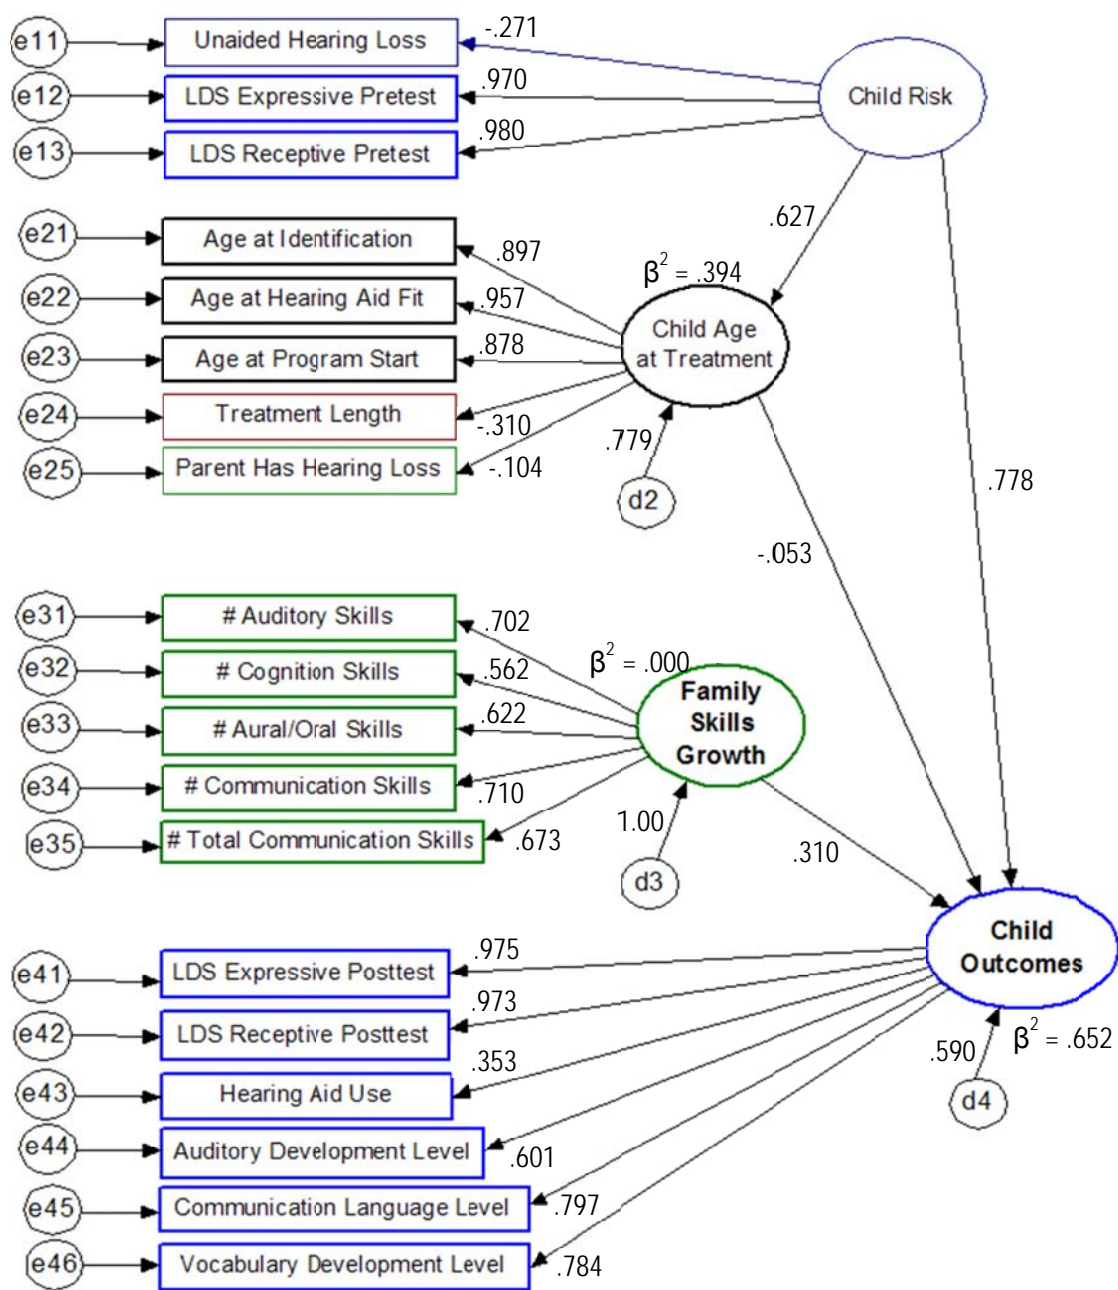 e11
Unaided Hearing Loss
-.271
e12
LDS Expressive Pretest
.970
Child Risk
e13
LDS Receptive Pretest
.980
e21
Age at Identification
.897
.627
β² = .394
e22
Age at Hearing Aid Fit
.957
Child Age
at Treatment
e23
Age at Program Start
.878
e24
Treatment Length
-.310
.779
e25
Parent Has Hearing Loss
-.104
d2
.778
-.053
e31
# Auditory Skills
.702
β² = .000
e32
# Cognition Skills
.562
Family
Skills
Growth
e33
# Aural/Oral Skills
.622
e34
# Communication Skills
.710
1.00
e35
# Total Communication Skills
.673
.310
d3
Child
Outcomes
e41
LDS Expressive Posttest
.975
e42
LDS Receptive Posttest
.973
.590
β² = .652
e43
Hearing Aid Use
.353
d4
e44
Auditory Development Level
.601
e45
Communication Language Level
.797
e46
Vocabulary Development Level
.784